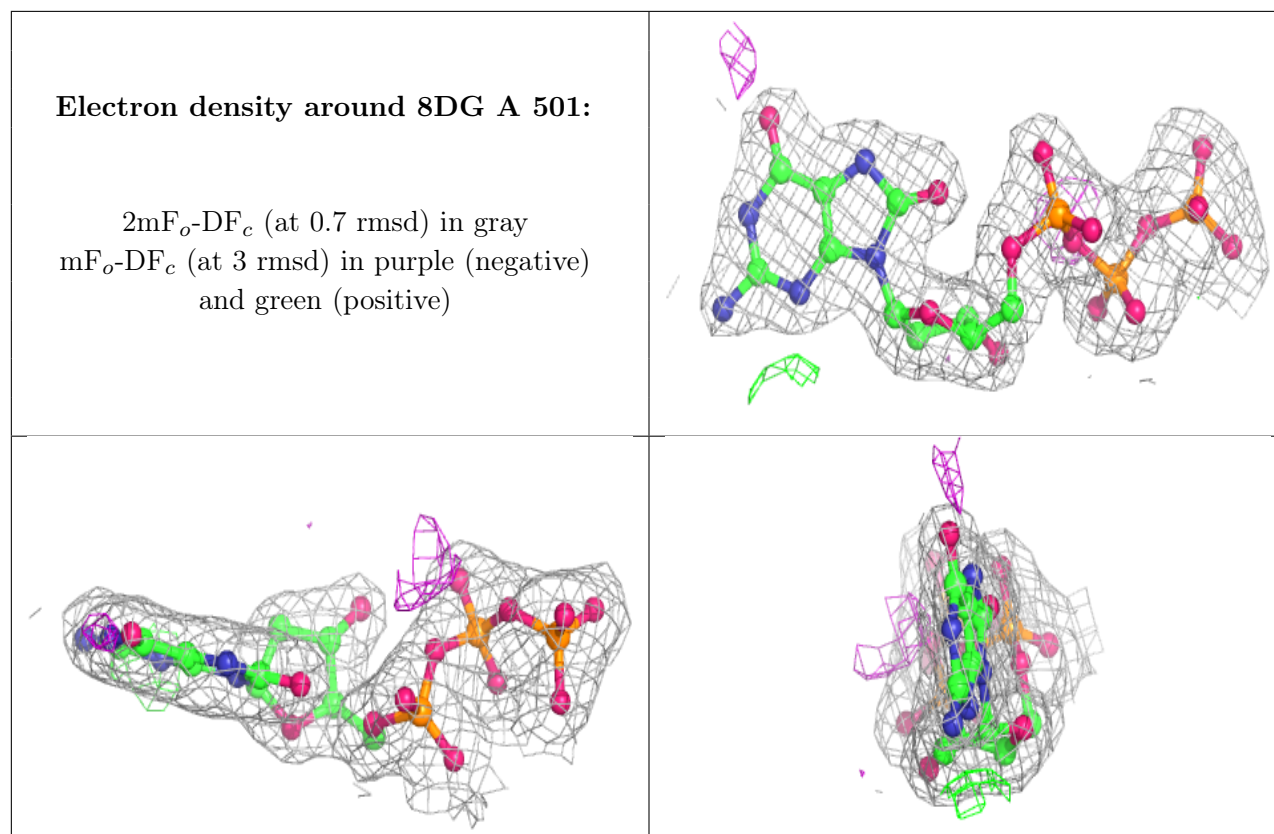 Electron density around 8DG A 501:
2mFₒ-DF𝒸 (at 0.7 rmsd) in gray
mFₒ-DF𝒸 (at 3 rmsd) in purple (negative)
and green (positive)